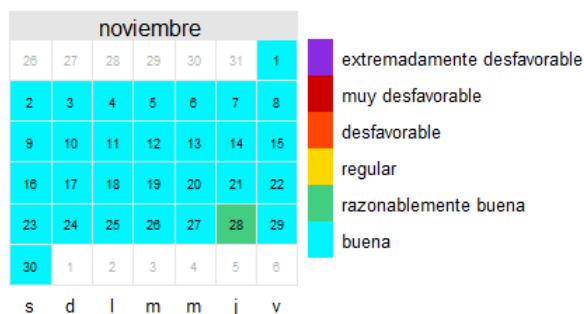 noviembre
26 27 28 29 30 31 1
2 3 4 5 6 7 8
9 10 11 12 13 14 15
16 17 18 19 20 21 22
23 24 25 26 27 28 29
30 1 2 3 4 5 6
s d l m m j v
extremadamente desfavorable
muy desfavorable
desfavorable
regular
razonablemente buena
buena